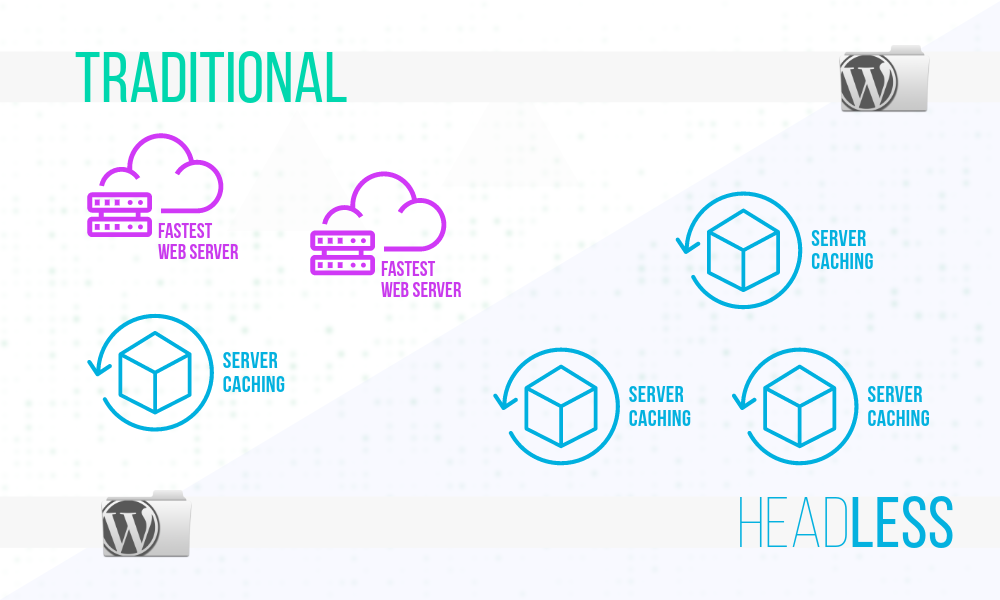 TRADITIONAL
FASTEST
WEB SERVER
FASTEST
WEB SERVER
SERVER
CACHING
SERVER
CACHING
SERVER
CACHING
SERVER
CACHING
HEADLESS